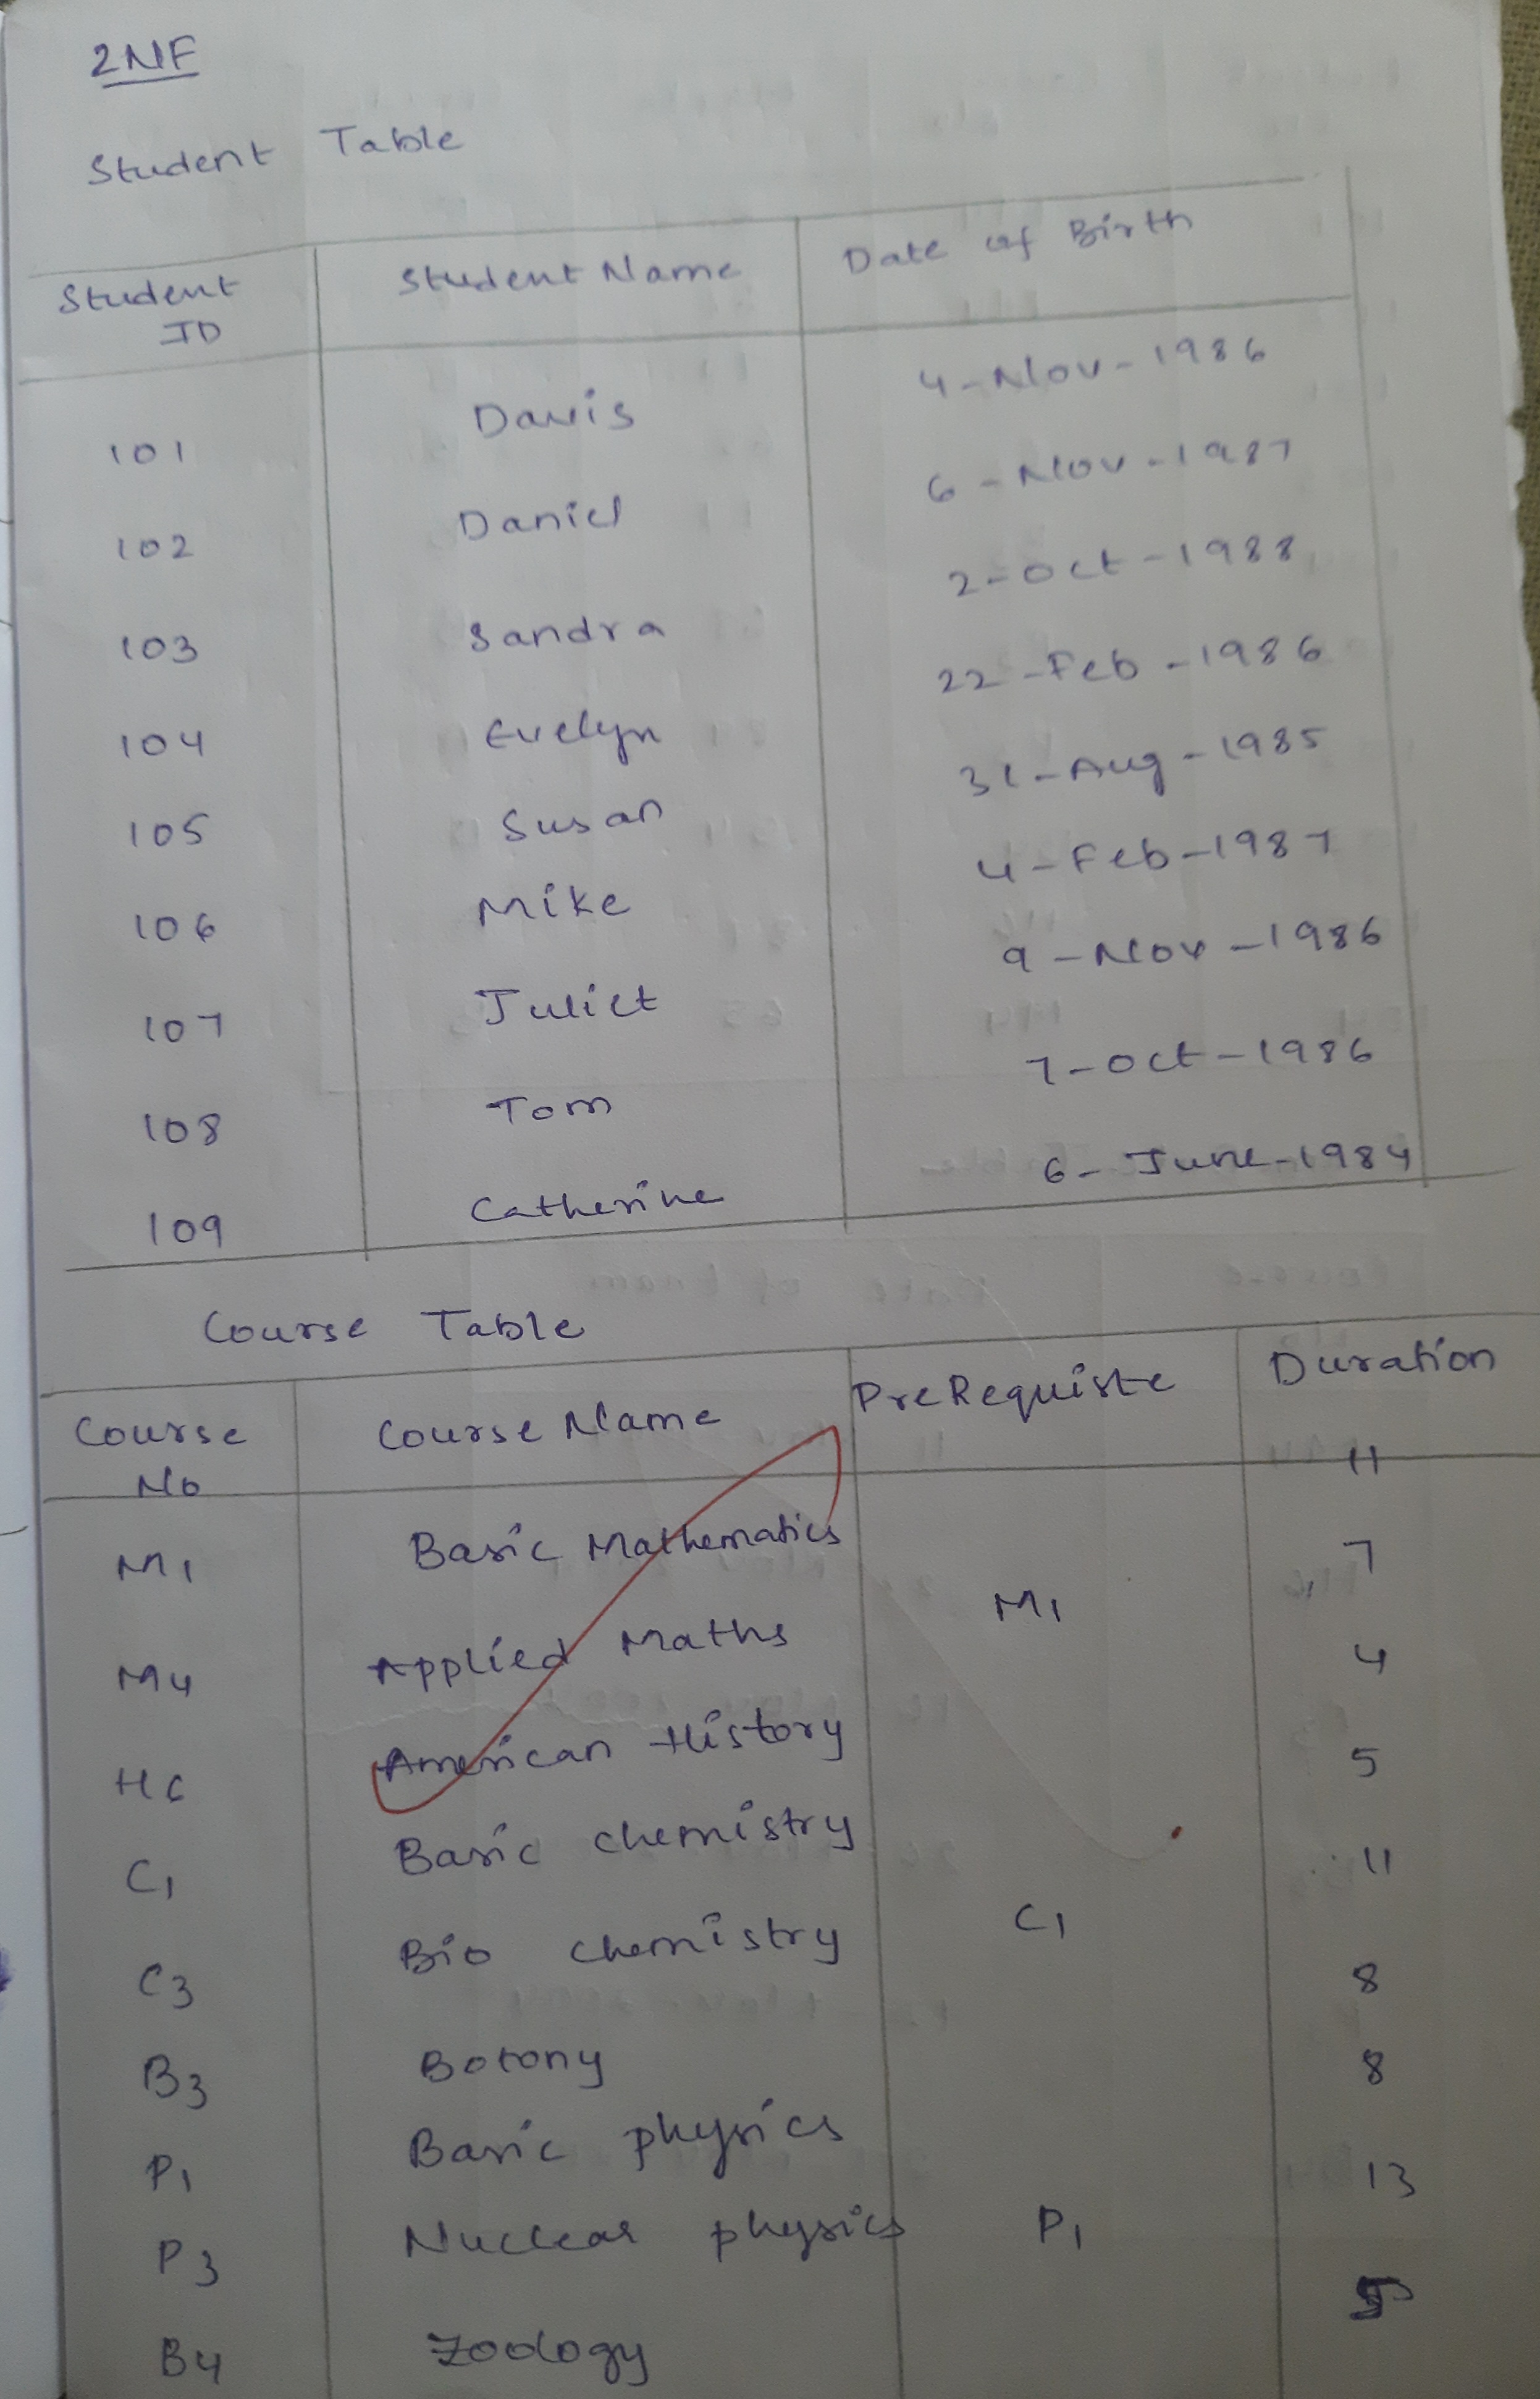 2NF
Student Table
Student ID Student Name Date of Birth
101 Davis 4-Nov-1986
102 Daniel 6-Nov-1987
103 Sandra 2-Oct-1988
104 Evelyn 22-Feb-1986
105 Susan 31-Aug-1985
106 Mike 4-Feb-1987
107 Juliet 9-Nov-1986
108 Tom 7-Oct-1986
109 Catherine 6-June-1984
Course Table
Course No Course Name PreRequiste Duration
M1 Basic Mathematics 11
M4 Applied Maths M1 7
H6 American History 4
C1 Basic chemistry 5
C3 Bio chemistry C1 11
B3 Botony 8
P1 Basic physics 8
P3 Nuclear physics P1 13
B4 Zoology